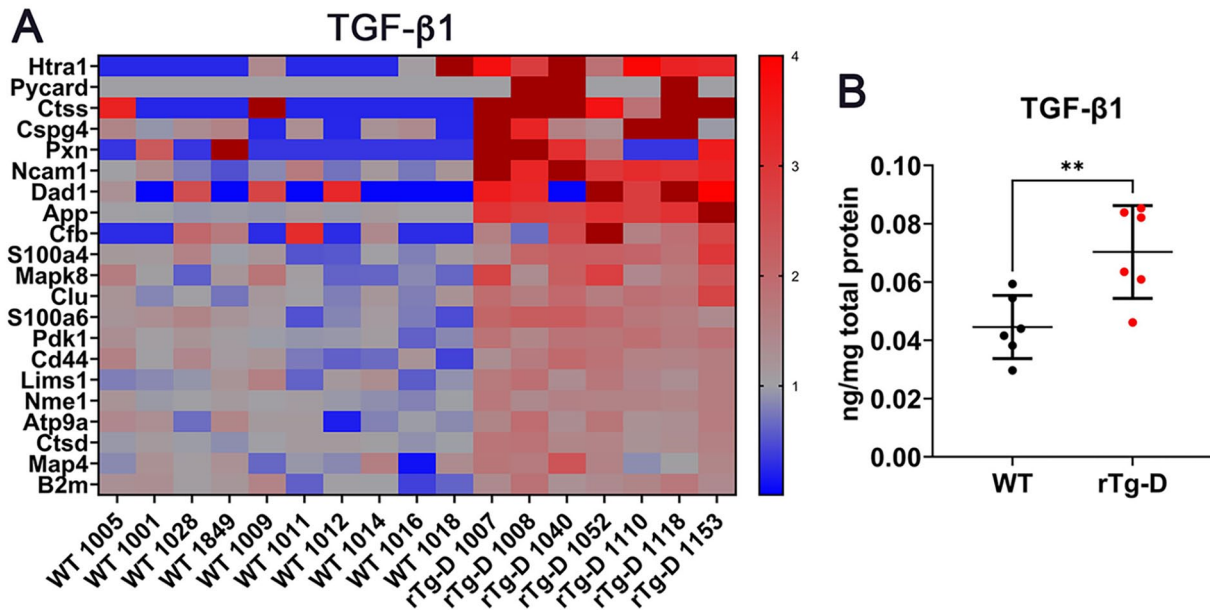 A
TGF-β1
Htra1
Pycard
Ctss
Cspg4
Pxn
Ncam1
Dad1
App
Cfb
S100a4
Mapk8
Clu
S100a6
Pdk1
Cd44
Lims1
Nme1
Atp9a
Ctsd
Map4
B2m
WT 1005
WT 1001
WT 1028
WT 1849
WT 1009
WT 1011
WT 1012
WT 1014
WT 1016
WT 1018
rTg-D 1007
rTg-D 1008
rTg-D 1040
rTg-D 1052
rTg-D 1110
rTg-D 1118
rTg-D 1153
4
3
2
1
B
TGF-β1
**
ng/mg total protein
0.10
0.08
0.06
0.04
0.02
0.00
WT
rTg-D